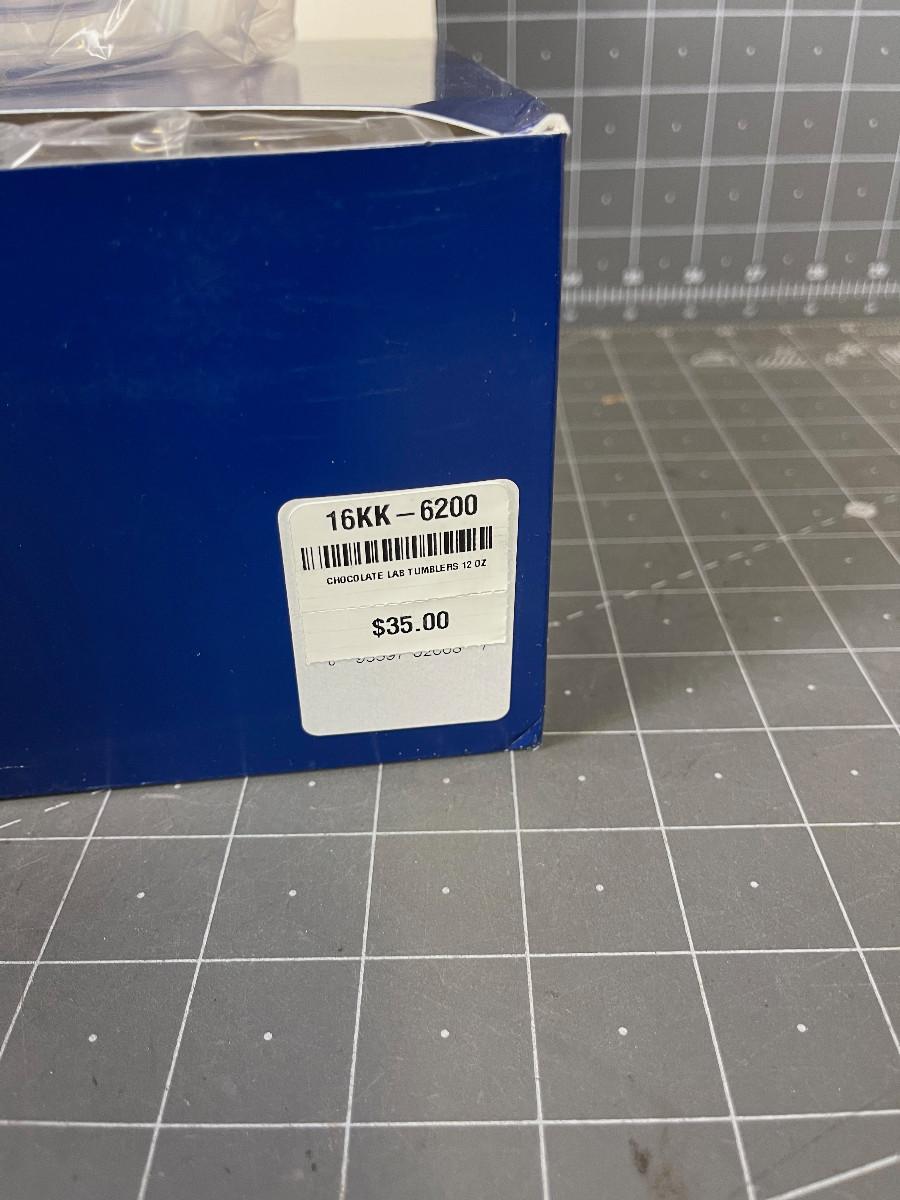 16KK – 6200
CHOCOLATE LAB TUMBLERS 12 OZ
$35.00